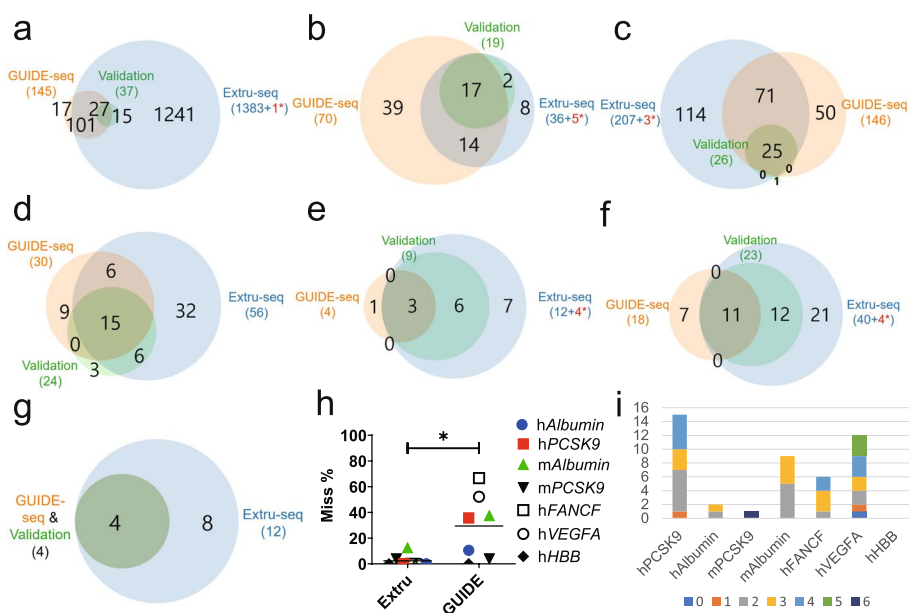 a
GUIDE-seq
(145)
Validation
(37)
17
27
101
15
1241
Extru-seq
(1383+1*)
b
Validation
(19)
GUIDE-seq
(70)
39
17
2
8
14
Extru-seq
(36+5*)
c
Extru-seq
(207+3*)
114
71
50
GUIDE-seq
(146)
Validation
(26)
25
0
0
1
d
GUIDE-seq
(30)
6
9
15
32
Extru-seq
(56)
0
6
Validation
(24)
3
e
Validation
(9)
GUIDE-seq
(4)
0
1
3
6
7
0
Extru-seq
(12+4*)
f
Validation
(23)
GUIDE-seq
(18)
0
7
11
12
21
0
Extru-seq
(40+4*)
g
GUIDE-
seq &
Validation
(4)
4
8
Extru-seq
(12)
h
Miss %
100
80
60
40
20
0
*
Extru
GUIDE
hAlbumin
hPCSK9
mAlbumin
mPCSK9
hFANCF
hVEGFA
hHBB
i
16
14
12
10
8
6
4
2
0
hPCSK9
hAlbumin
mPCSK9
mAlbumin
hFANCF
hVEGFA
hHBB
0 1 2 3 4 5 6